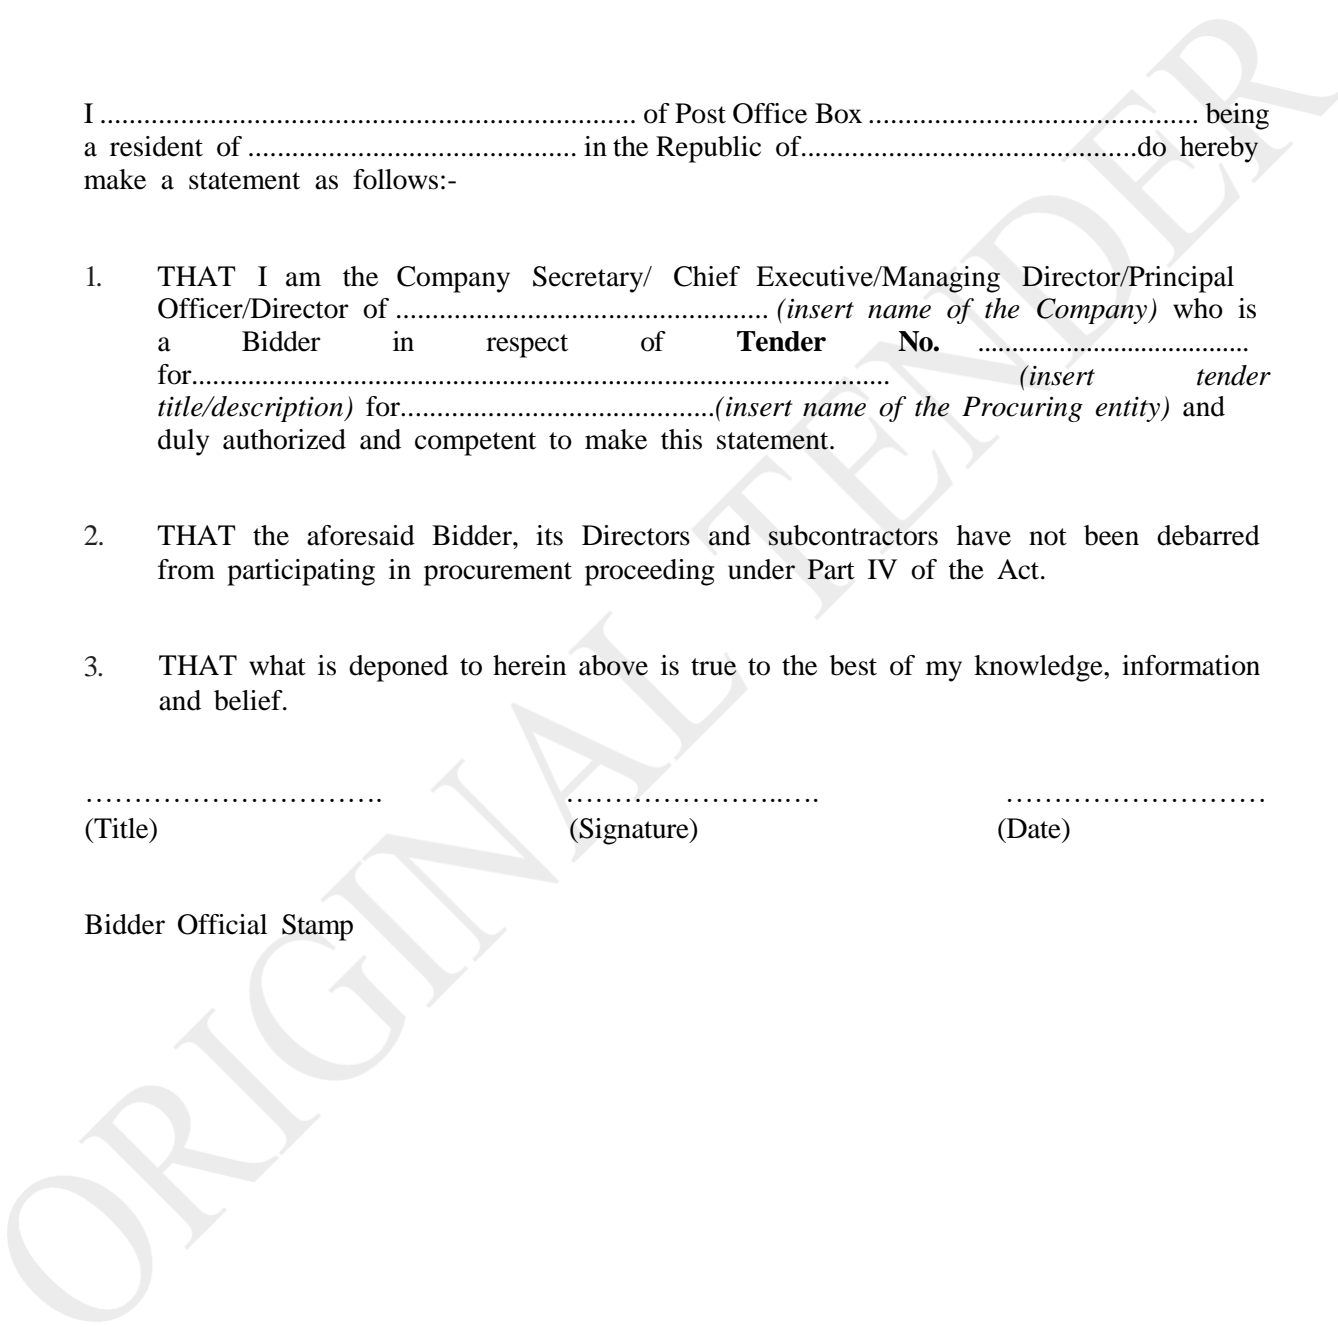 I ......................................................................... of Post Office Box ............................................. being
a resident of ............................................. in the Republic of..............................................do hereby
make a statement as follows:-
1. THAT I am the Company Secretary/ Chief Executive/Managing Director/Principal
Officer/Director of ................................................... (insert name of the Company) who is
a Bidder in respect of Tender No. ........................................
for................................................................................................ (insert tender
title/description) for...........................................(insert name of the Procuring entity) and
duly authorized and competent to make this statement.
2. THAT the aforesaid Bidder, its Directors and subcontractors have not been debarred
from participating in procurement proceeding under Part IV of the Act.
3. THAT what is deponed to herein above is true to the best of my knowledge, information
and belief.
…………………………. …………………..…. ………………………
(Title) (Signature) (Date)
Bidder Official Stamp
ORIGINAL TENDER